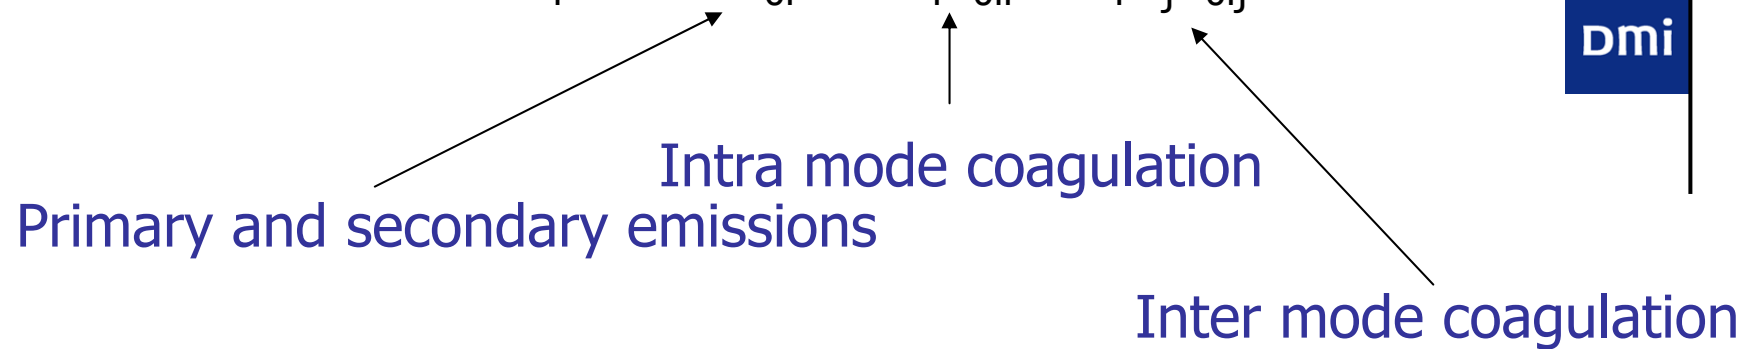 DMi
Intra mode coagulation
Primary and secondary emissions
Inter mode coagulation